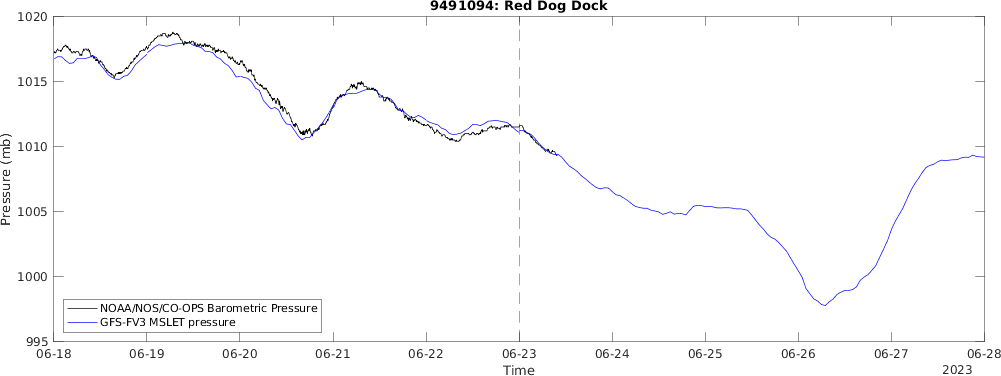 9491094: Red Dog Dock
Pressure (mb)
1020
1015
1010
1005
1000
995
NOAA/NOS/CO-OPS Barometric Pressure
GFS-FV3 MSLET pressure
06-18 06-19 06-20 06-21 06-22 06-23 06-24 06-25 06-26 06-27 06-28
Time
2023